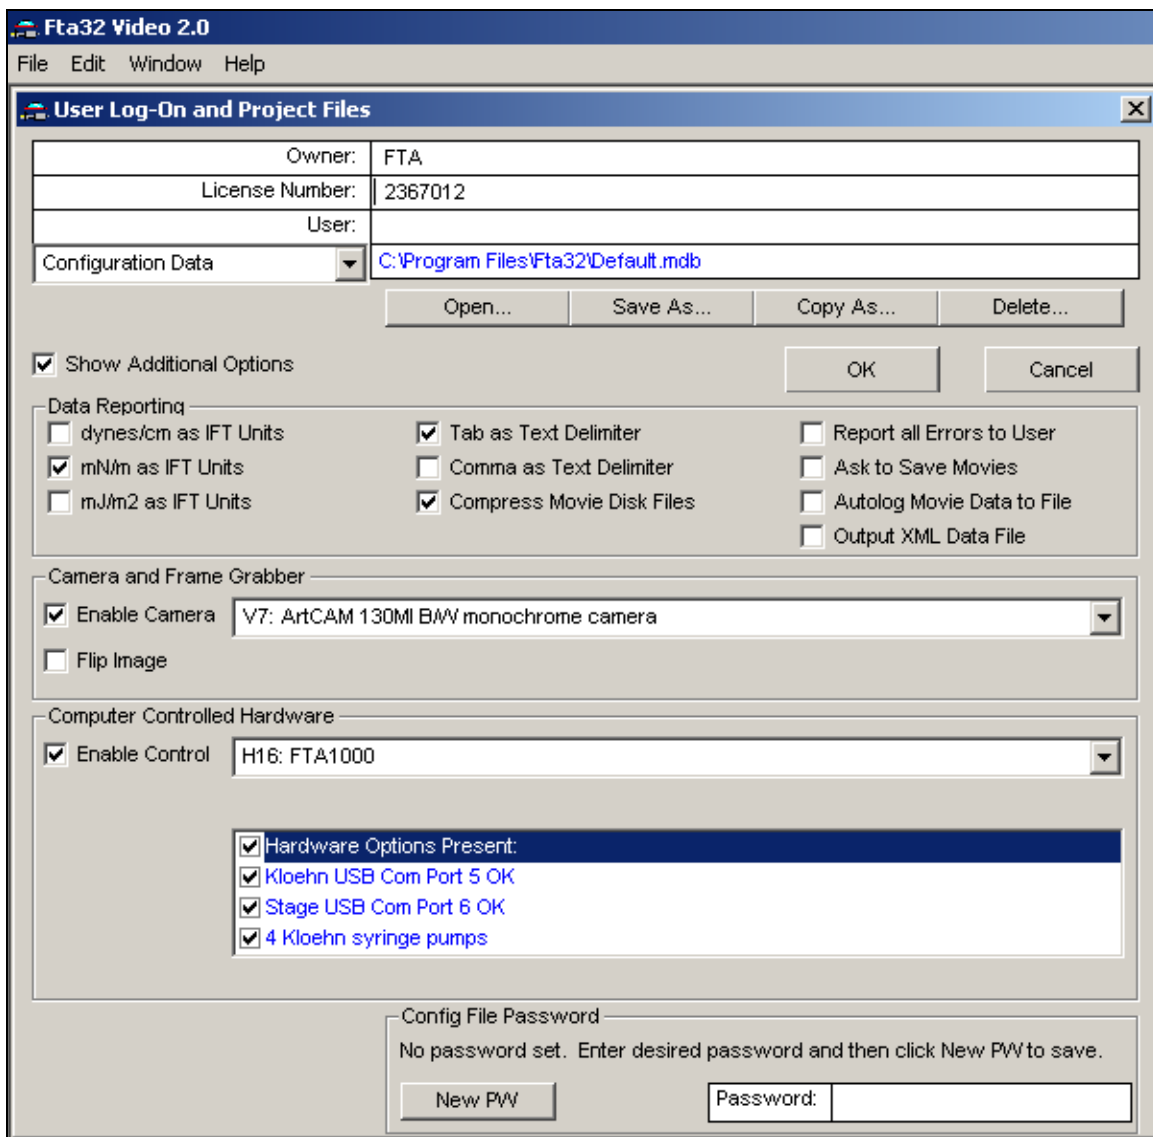 Fta32 Video 2.0
File Edit Window Help
User Log-On and Project Files
Owner: FTA
License Number: 2367012
User:
Configuration Data C:\Program Files\Fta32\Default.mdb
Open... Save As... Copy As... Delete...
Show Additional Options OK Cancel
Data Reporting
dynes/cm as IFT Units Tab as Text Delimiter Report all Errors to User
mN/m as IFT Units Comma as Text Delimiter Ask to Save Movies
mJ/m2 as IFT Units Compress Movie Disk Files Autolog Movie Data to File
Output XML Data File
Camera and Frame Grabber
Enable Camera V7: ArtCAM 130MI B/W monochrome camera
Flip Image
Computer Controlled Hardware
Enable Control H16: FTA1000
Hardware Options Present:
Kloehn USB Com Port 5 OK
Stage USB Com Port 6 OK
4 Kloehn syringe pumps
Config File Password
No password set. Enter desired password and then click New PW to save.
New PW Password: